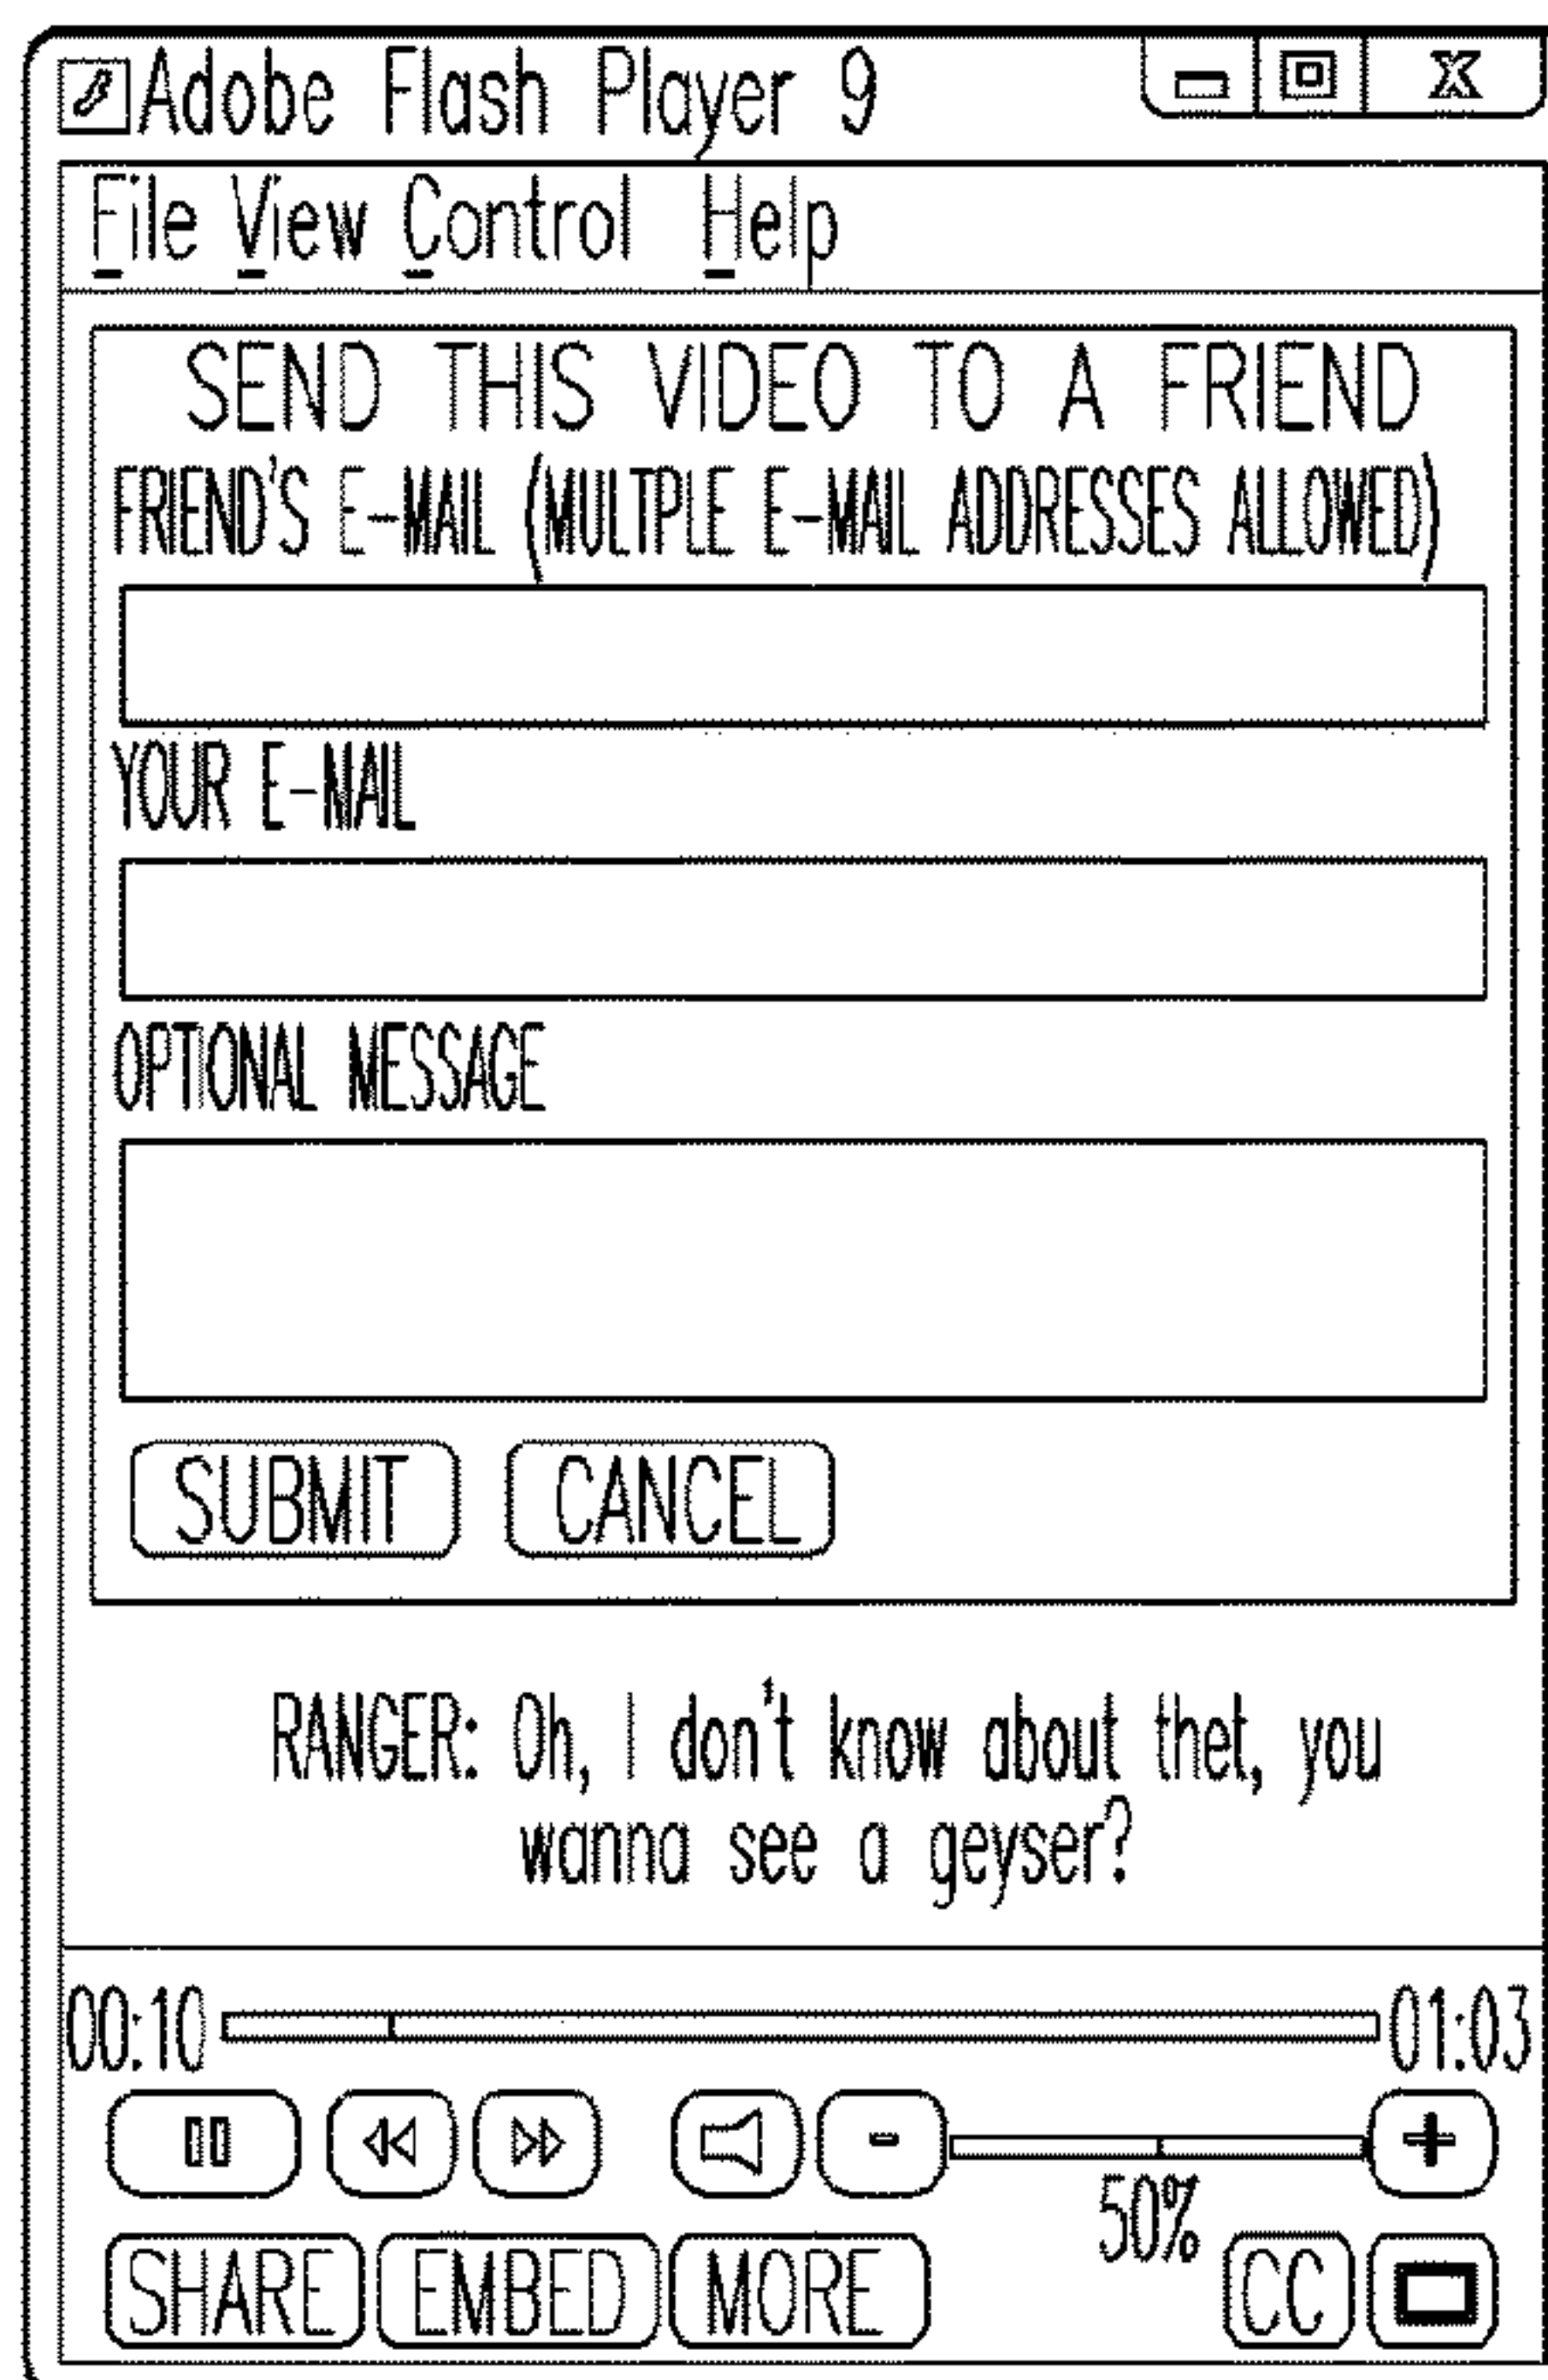 Adobe Flash Player 9
File View Control Help
SEND THIS VIDEO TO A FRIEND
FRIEND'S E-MAIL (MULTPLE E-MAIL ADDRESSES ALLOWED)
YOUR E-MAIL
OPTIONAL MESSAGE
SUBMIT CANCEL
RANGER: Oh, I don't know about thet, you
wanna see a geyser?
00:10 01:03
- +
50%
SHARE EMBED MORE CC